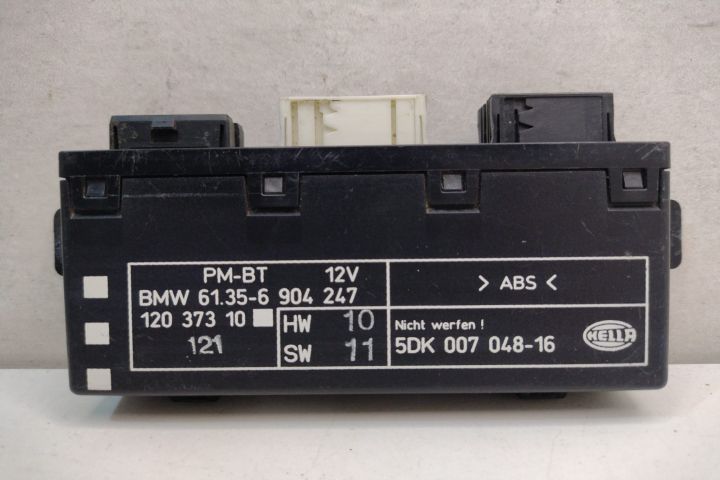 PM-BT 12V
BMW 61.35-6 904 247
120 373 10
121
HW 10
SW 11
> ABS <
Nicht werfen !
5DK 007 048-16
HELLA